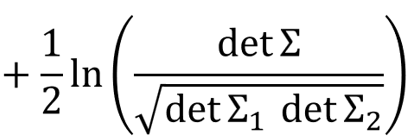 + 1/2 ln ( det Σ / √(det Σ₁ det Σ₂) )